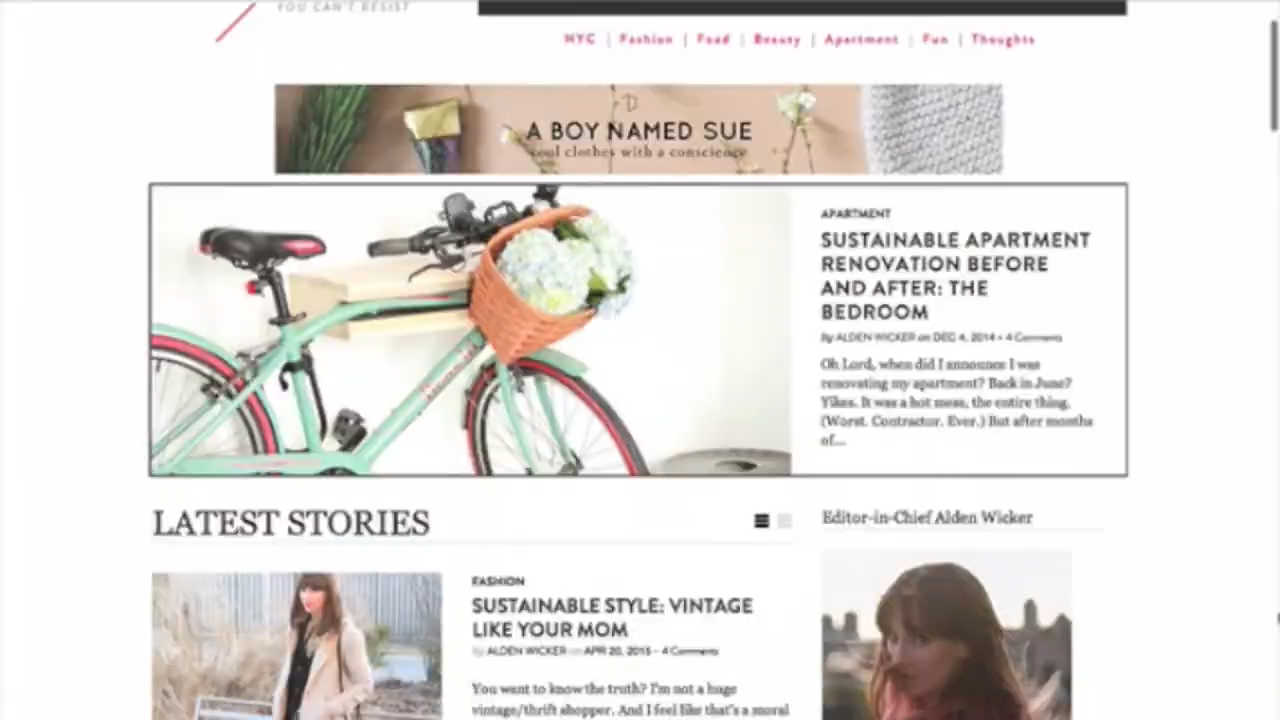 YOU CAN'T RESIST
NYC | Fashion | Food | Beauty | Apartment | Fun | Thoughts
A BOY NAMED SUE
cool clothes with a conscience
APARTMENT
SUSTAINABLE APARTMENT
RENOVATION BEFORE
AND AFTER: THE
BEDROOM
By ALDEN WICKER on DEC 4, 2014 • 4 Comments
Oh Lord, when did I announce I was
renovating my apartment? Back in June?
Yikes. It was a hot mess, the entire thing.
(Worst. Contractor. Ever.) But after months
of...
LATEST STORIES
Editor-in-Chief Alden Wicker
FASHION
SUSTAINABLE STYLE: VINTAGE
LIKE YOUR MOM
by ALDEN WICKER on APR 20, 2015 • 4 Comments
You want to know the truth? I'm not a huge
vintage/thrift shopper. And I feel like that's a moral